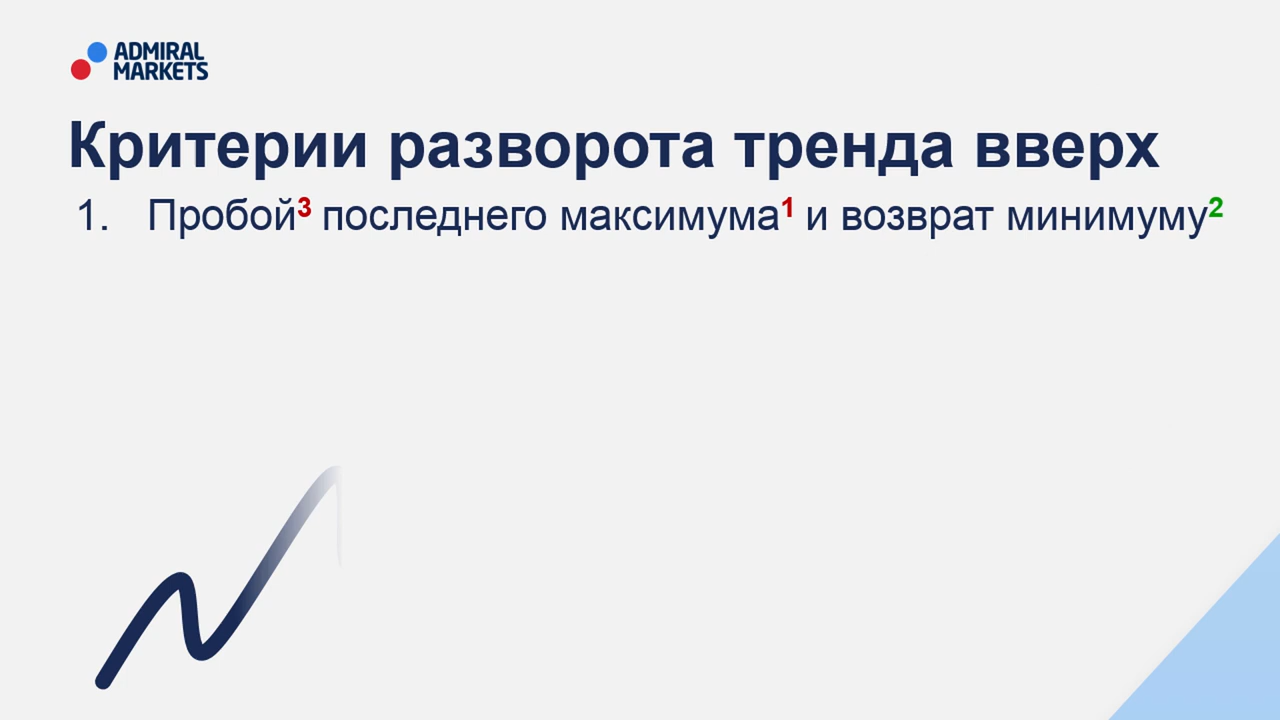 ADMIRAL
MARKETS
Критерии разворота тренда вверх
1. Пробой³ последнего максимума¹ и возврат минимуму²